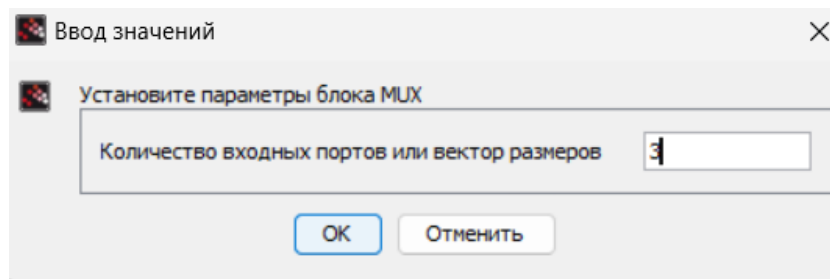 Ввод значений
Установите параметры блока MUX
Количество входных портов или вектор размеров 3
OK Отменить